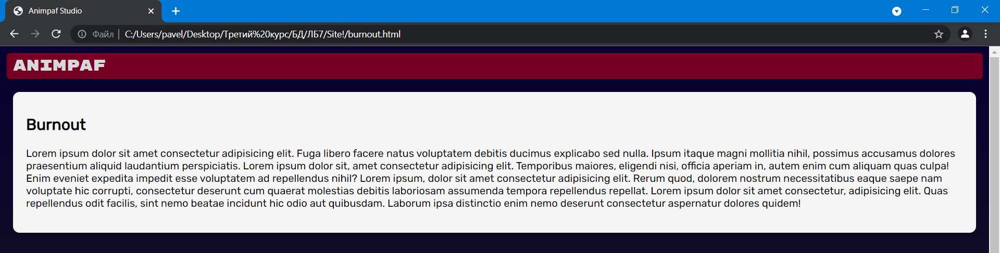 Animpaf Studio
Файл | C:/Users/pavel/Desktop/Третий%20курс/БД/ЛБ7/Site!/burnout.html
ANIMPAF
Burnout
Lorem ipsum dolor sit amet consectetur adipisicing elit. Fuga libero facere natus voluptatem debitis ducimus explicabo sed nulla. Ipsum itaque magni mollitia nihil, possimus accusamus dolores
praesentium aliquid laudantium perspiciatis. Lorem ipsum dolor sit, amet consectetur adipisicing elit. Temporibus maiores, eligendi nisi, officia aperiam in, autem enim cum aliquam quas culpa!
Enim eveniet expedita impedit esse voluptatem ad repellendus nihil? Lorem ipsum, dolor sit amet consectetur adipisicing elit. Rerum quod, dolorem nostrum necessitatibus eaque saepe nam
voluptate hic corrupti, consectetur deserunt cum quaerat molestias debitis laboriosam assumenda tempora repellendus repellat. Lorem ipsum dolor sit amet consectetur, adipisicing elit. Quas
repellendus odit facilis, sint nemo beatae incidunt hic odio aut quibusdam. Laborum ipsa distinctio enim nemo deserunt consectetur aspernatur dolores quidem!